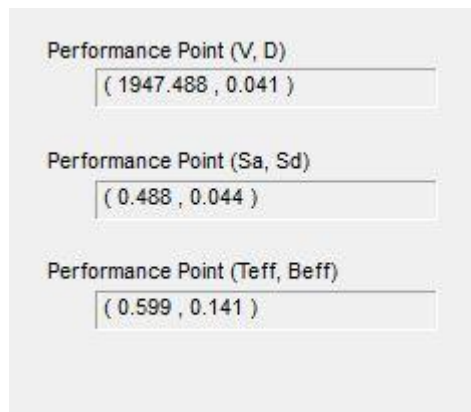 Performance Point (V, D)
( 1947.488 , 0.041 )
Performance Point (Sa, Sd)
( 0.488 , 0.044 )
Performance Point (Teff, Beff)
( 0.599 , 0.141 )